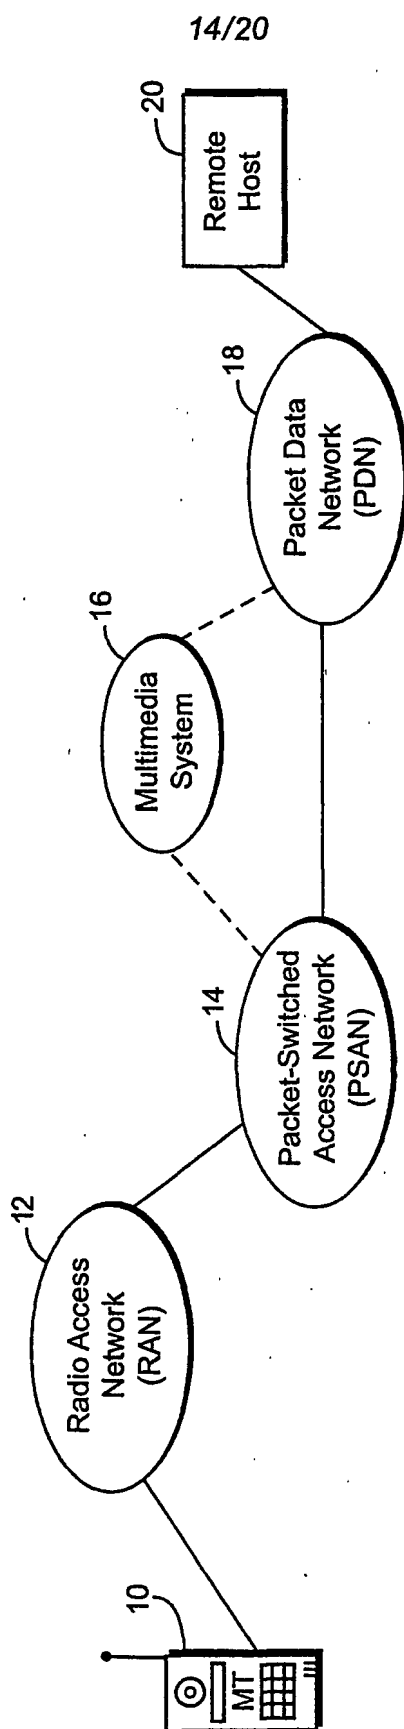 14/20
10
MT
12
Radio Access
Network
(RAN)
14
Packet-Switched
Access Network
(PSAN)
16
Multimedia
System
18
Packet Data
Network
(PDN)
20
Remote
Host